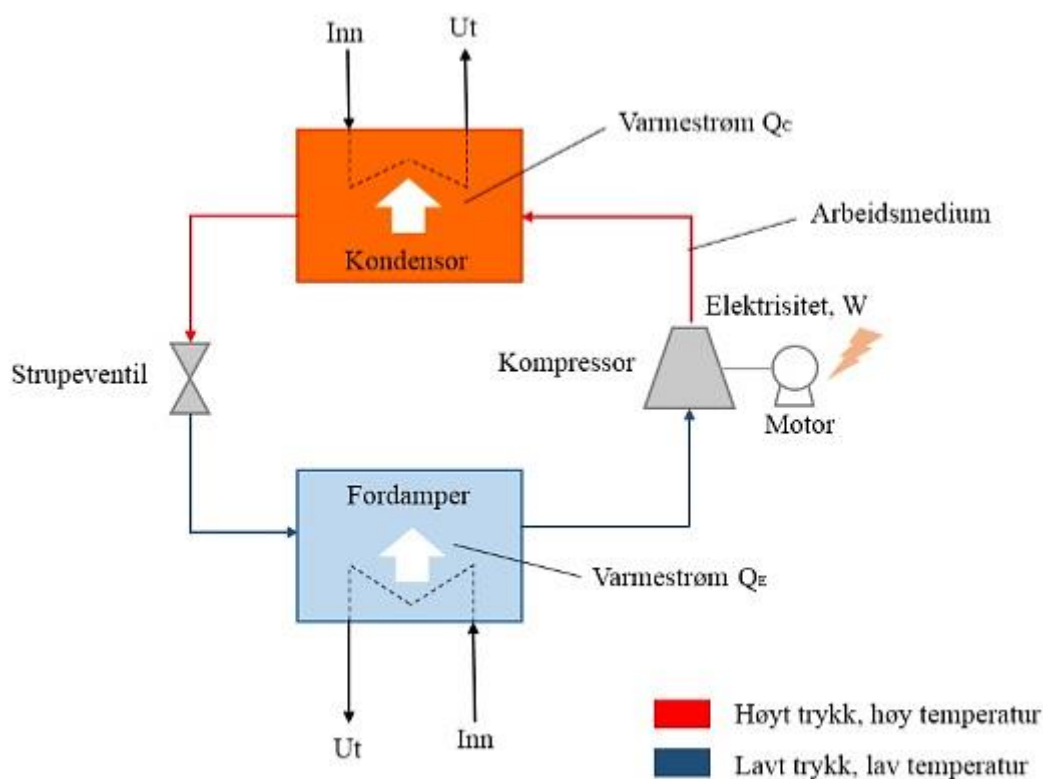 Inn
Ut
Varmestrøm Qc
Arbeidsmedium
Kondensor
Elektrisitet, W
Kompressor
Strupeventil
Motor
Fordamper
Varmestrøm QE
Ut
Inn
Høyt trykk, høy temperatur
Lavt trykk, lav temperatur